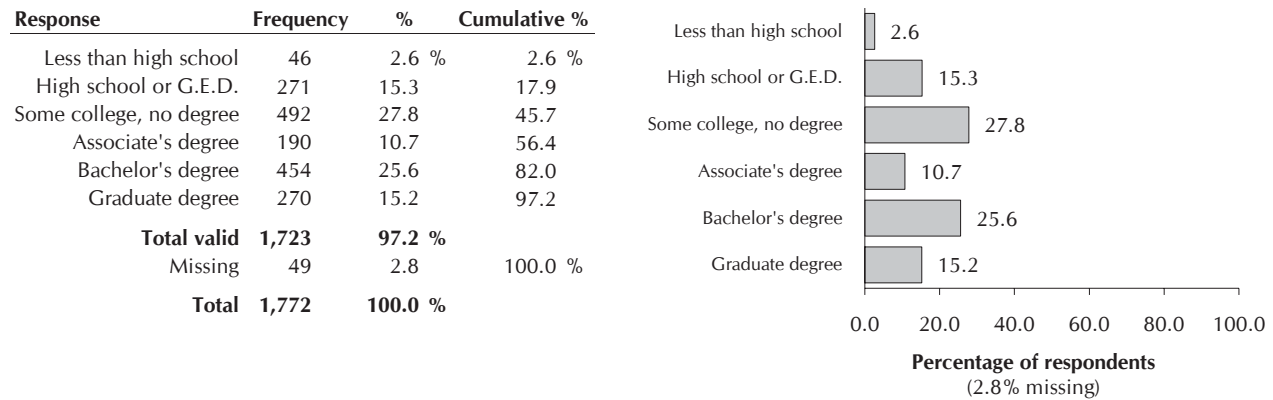 Response Frequency % Cumulative %
Less than high school 46 2.6 % 2.6 %
High school or G.E.D. 271 15.3 17.9
Some college, no degree 492 27.8 45.7
Associate's degree 190 10.7 56.4
Bachelor's degree 454 25.6 82.0
Graduate degree 270 15.2 97.2
Total valid 1,723 97.2 %
Missing 49 2.8 100.0 %
Total 1,772 100.0 %
Less than high school 2.6
High school or G.E.D. 15.3
Some college, no degree 27.8
Associate's degree 10.7
Bachelor's degree 25.6
Graduate degree 15.2
0.0 20.0 40.0 60.0 80.0 100.0
Percentage of respondents
(2.8% missing)